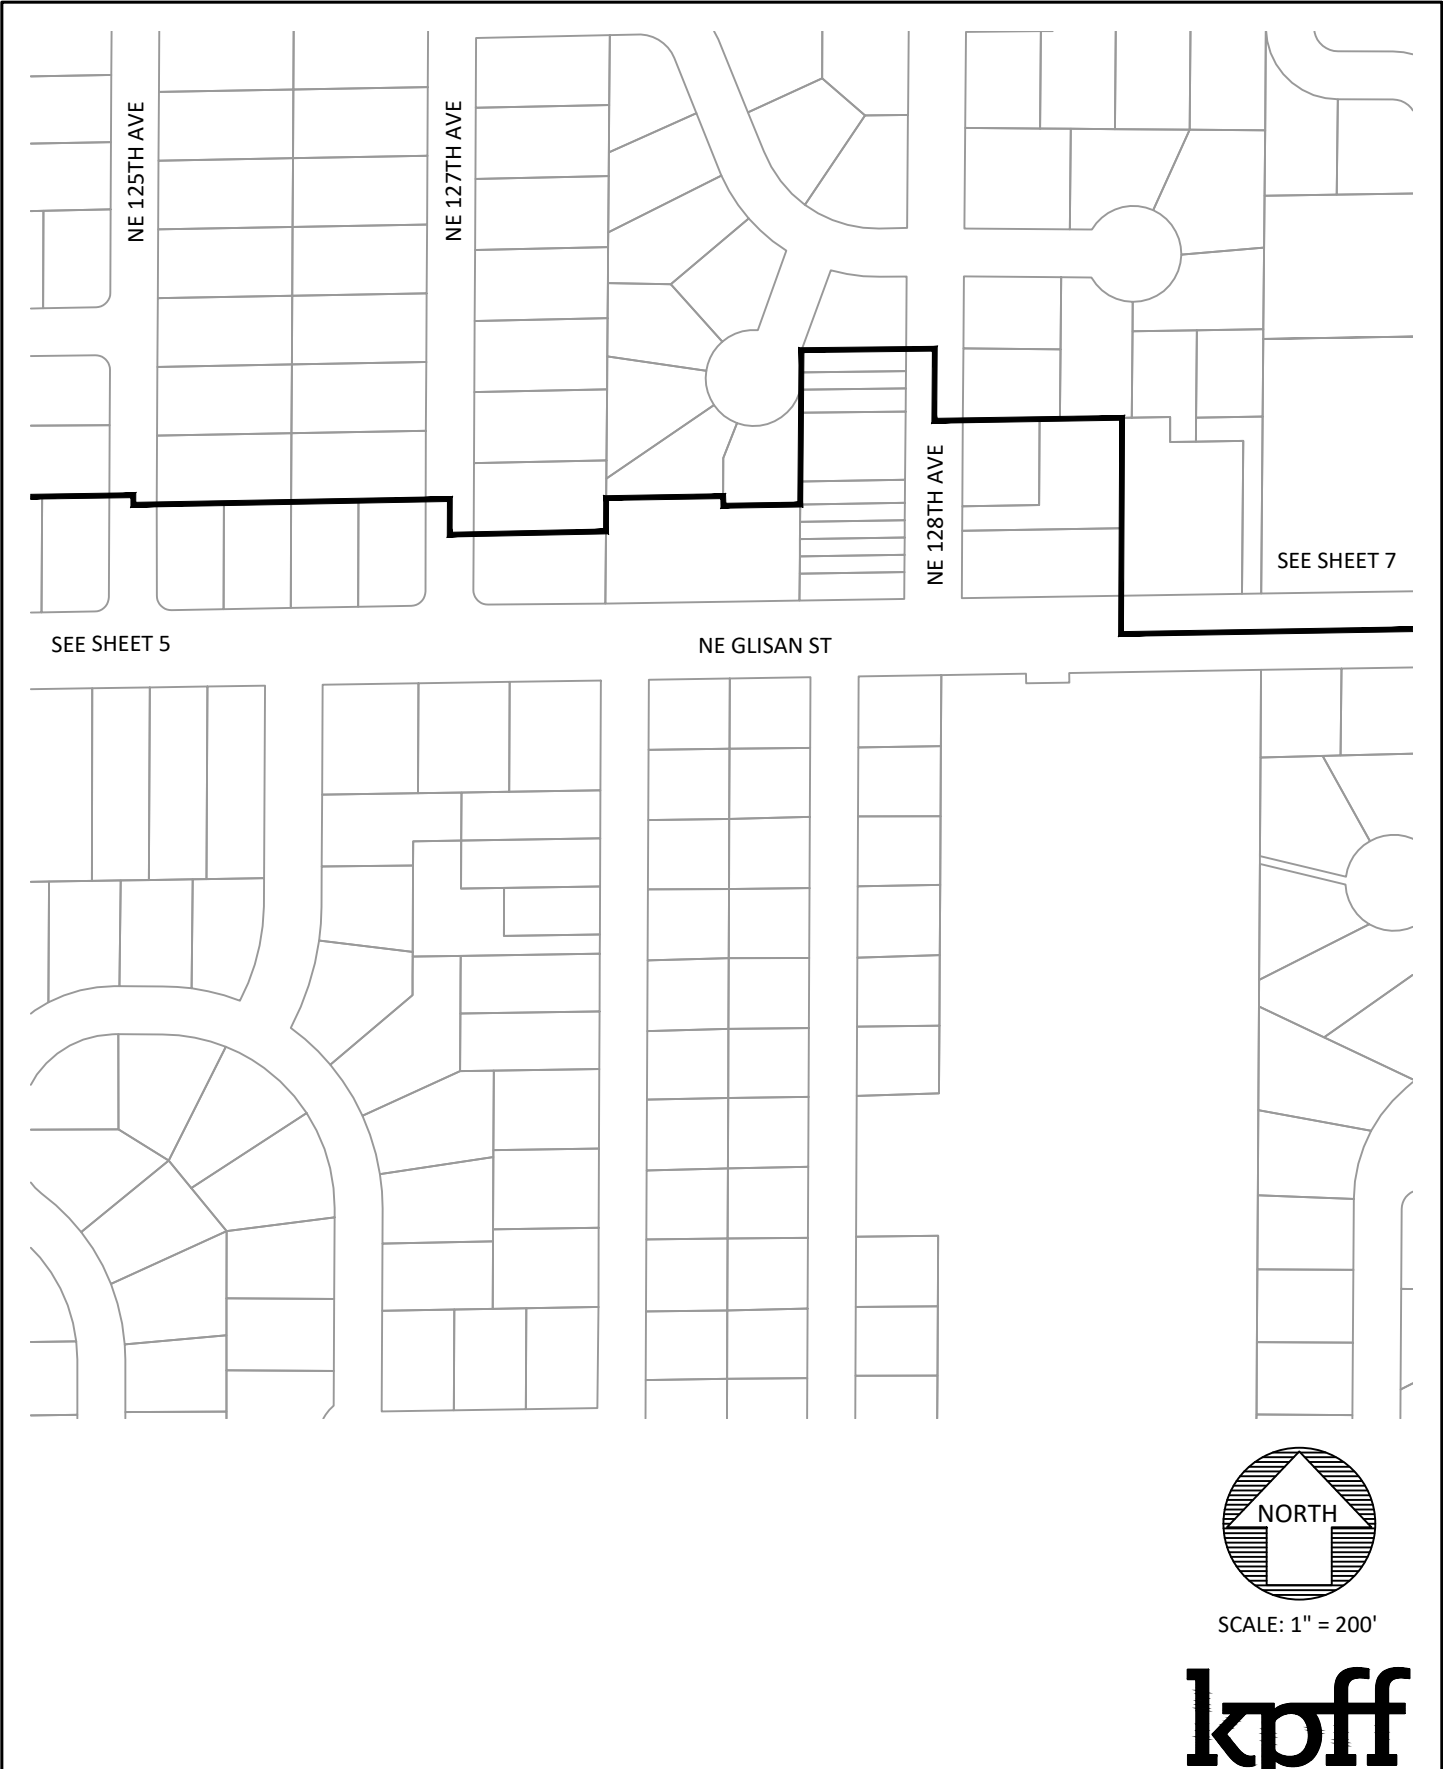 NE 125TH AVE
NE 127TH AVE
NE 128TH AVE
SEE SHEET 7
SEE SHEET 5
NE GLISAN ST
NORTH
SCALE: 1" = 200'
kpff